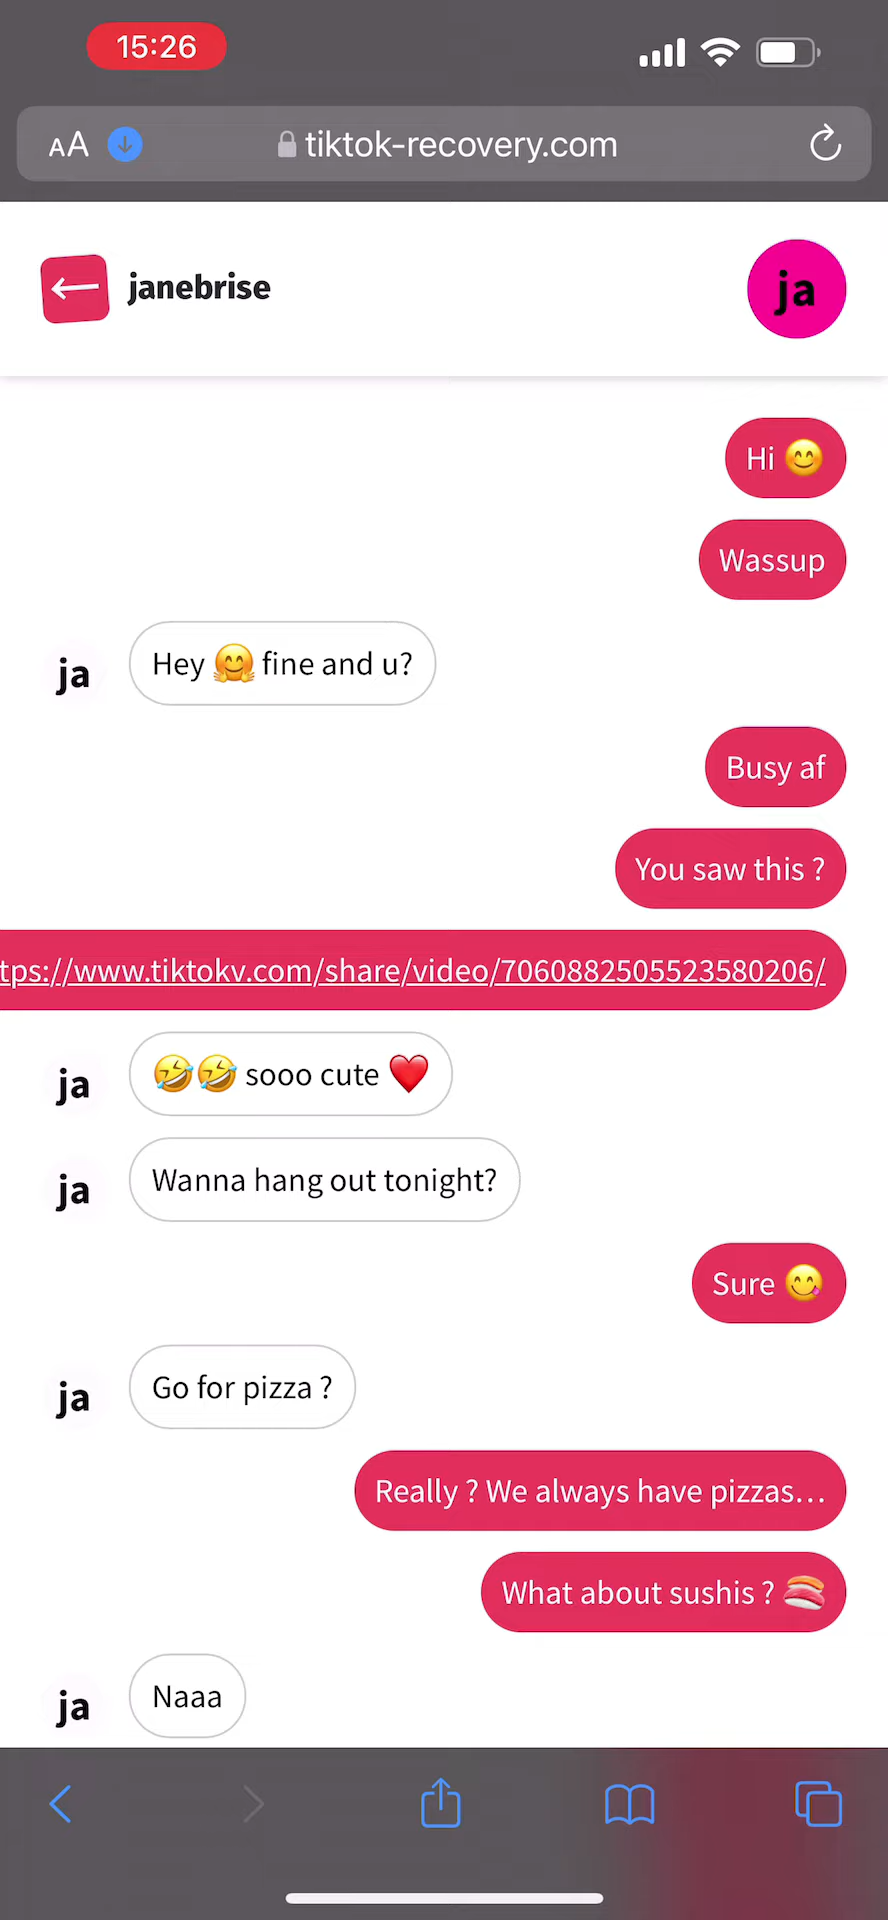 15:26
AA tiktok-recovery.com
janebrise
ja
Hi 😊
Wassup
ja Hey 🤗 fine and u?
Busy af
You saw this ?
tps://www.tiktokv.com/share/video/7060882505523580206/
ja 🤣🤣 sooo cute ❤️
ja Wanna hang out tonight?
Sure 😋
ja Go for pizza ?
Really ? We always have pizzas...
What about sushis ? 🍣
ja Naaa